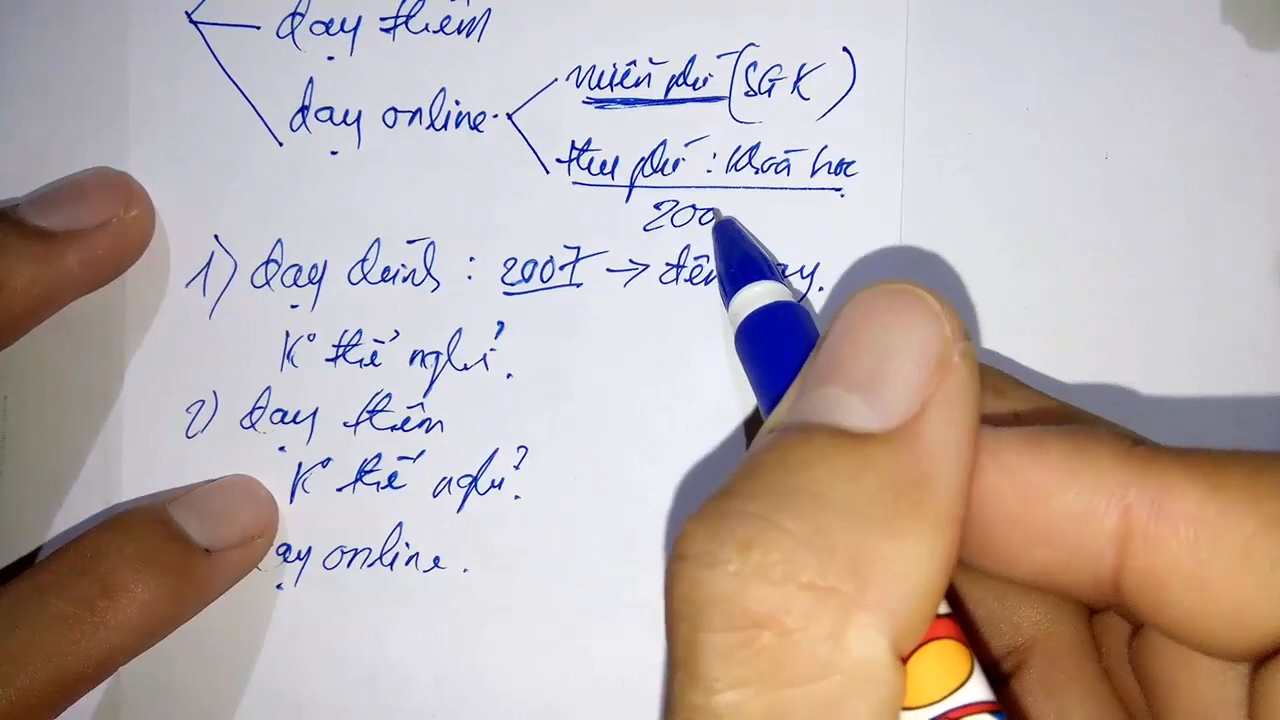 dạy thêm
dạy online. miễn phí (SGK)
thu phí : khoá học
200
1) dạy chính : 2007 → đến nay.
K° thể nghỉ.
2) dạy thêm
K° thể nghỉ?
ạy online.